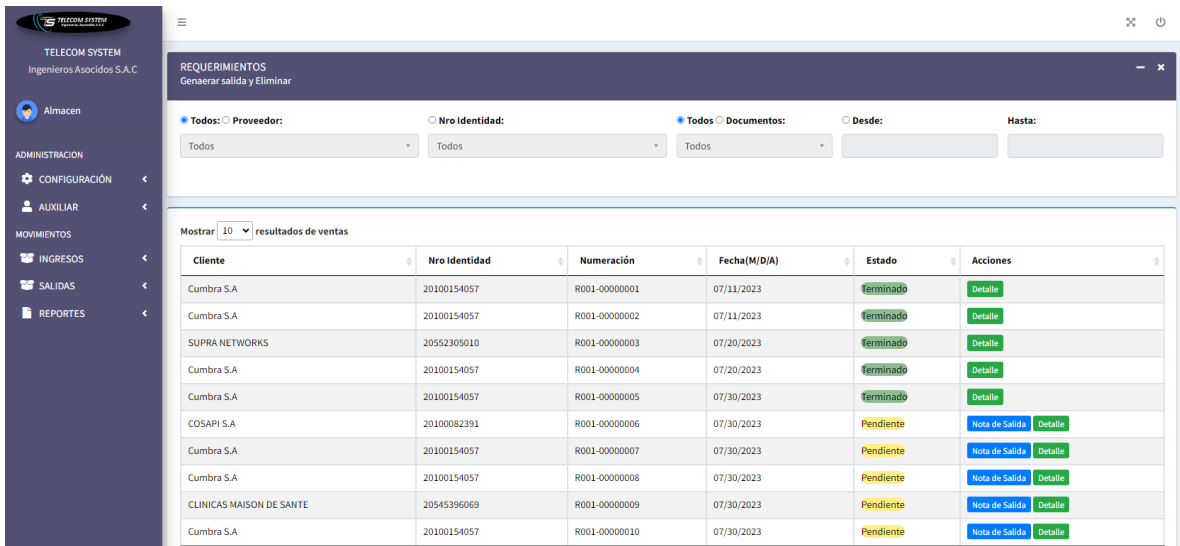 TELECOM SYSTEM
Ingenieros Asociados S.A.C.
TELECOM SYSTEM
Ingenieros Asocidos S.A.C
Almacen
ADMINISTRACION
CONFIGURACIÓN
AUXILIAR
MOVIMIENTOS
INGRESOS
SALIDAS
REPORTES
REQUERIMIENTOS
Genaerar salida y Eliminar
Todos: Proveedor: Nro Identidad: Todos Documentos: Desde: Hasta:
Todos Todos Todos
Mostrar 10 resultados de ventas
Cliente Nro Identidad Numeración Fecha(M/D/A) Estado Acciones
Cumbra S.A 20100154057 R001-00000001 07/11/2023 Terminado Detalle
Cumbra S.A 20100154057 R001-00000002 07/11/2023 Terminado Detalle
SUPRA NETWORKS 20552305010 R001-00000003 07/20/2023 Terminado Detalle
Cumbra S.A 20100154057 R001-00000004 07/20/2023 Terminado Detalle
Cumbra S.A 20100154057 R001-00000005 07/30/2023 Terminado Detalle
COSAPI S.A 20100082391 R001-00000006 07/30/2023 Pendiente Nota de Salida Detalle
Cumbra S.A 20100154057 R001-00000007 07/30/2023 Pendiente Nota de Salida Detalle
Cumbra S.A 20100154057 R001-00000008 07/30/2023 Pendiente Nota de Salida Detalle
CLINICAS MAISON DE SANTE 20545396069 R001-00000009 07/30/2023 Pendiente Nota de Salida Detalle
Cumbra S.A 20100154057 R001-00000010 07/30/2023 Pendiente Nota de Salida Detalle